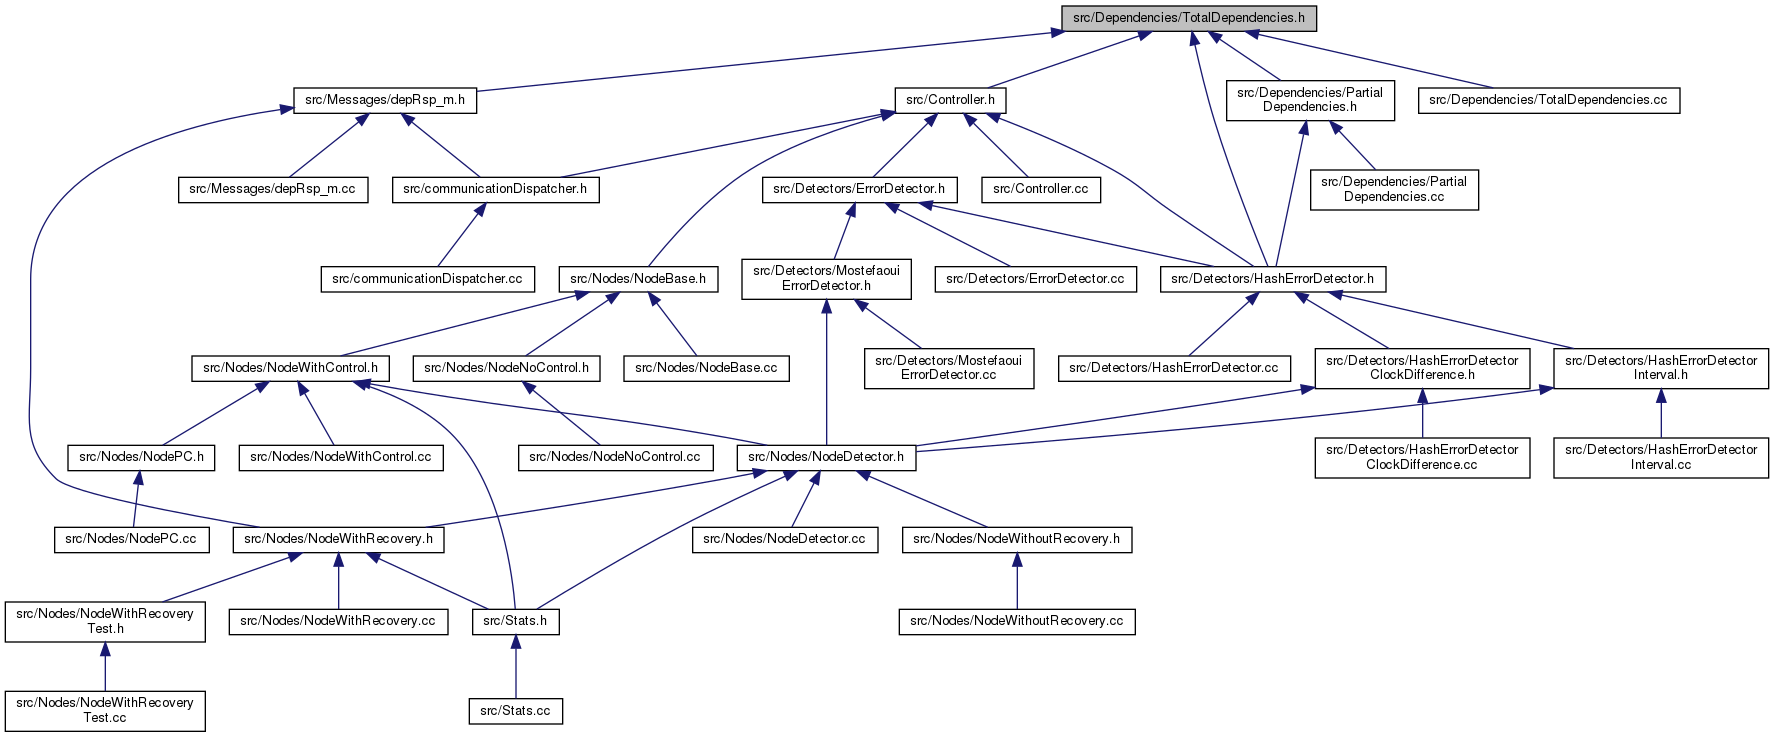 src/Dependencies/TotalDependencies.h
src/Messages/depRsp_m.h
src/Controller.h
src/Dependencies/Partial
Dependencies.h
src/Dependencies/TotalDependencies.cc
src/Messages/depRsp_m.cc
src/communicationDispatcher.h
src/Detectors/ErrorDetector.h
src/Controller.cc
src/Dependencies/Partial
Dependencies.cc
src/communicationDispatcher.cc
src/Nodes/NodeBase.h
src/Detectors/Mostefaoui
ErrorDetector.h
src/Detectors/ErrorDetector.cc
src/Detectors/HashErrorDetector.h
src/Nodes/NodeWithControl.h
src/Nodes/NodeNoControl.h
src/Nodes/NodeBase.cc
src/Detectors/Mostefaoui
ErrorDetector.cc
src/Detectors/HashErrorDetector.cc
src/Detectors/HashErrorDetector
ClockDifference.h
src/Detectors/HashErrorDetector
Interval.h
src/Nodes/NodePC.h
src/Nodes/NodeWithControl.cc
src/Nodes/NodeNoControl.cc
src/Nodes/NodeDetector.h
src/Detectors/HashErrorDetector
ClockDifference.cc
src/Detectors/HashErrorDetector
Interval.cc
src/Nodes/NodePC.cc
src/Nodes/NodeWithRecovery.h
src/Nodes/NodeDetector.cc
src/Nodes/NodeWithoutRecovery.h
src/Nodes/NodeWithRecovery
Test.h
src/Nodes/NodeWithRecovery.cc
src/Stats.h
src/Nodes/NodeWithoutRecovery.cc
src/Nodes/NodeWithRecovery
Test.cc
src/Stats.cc